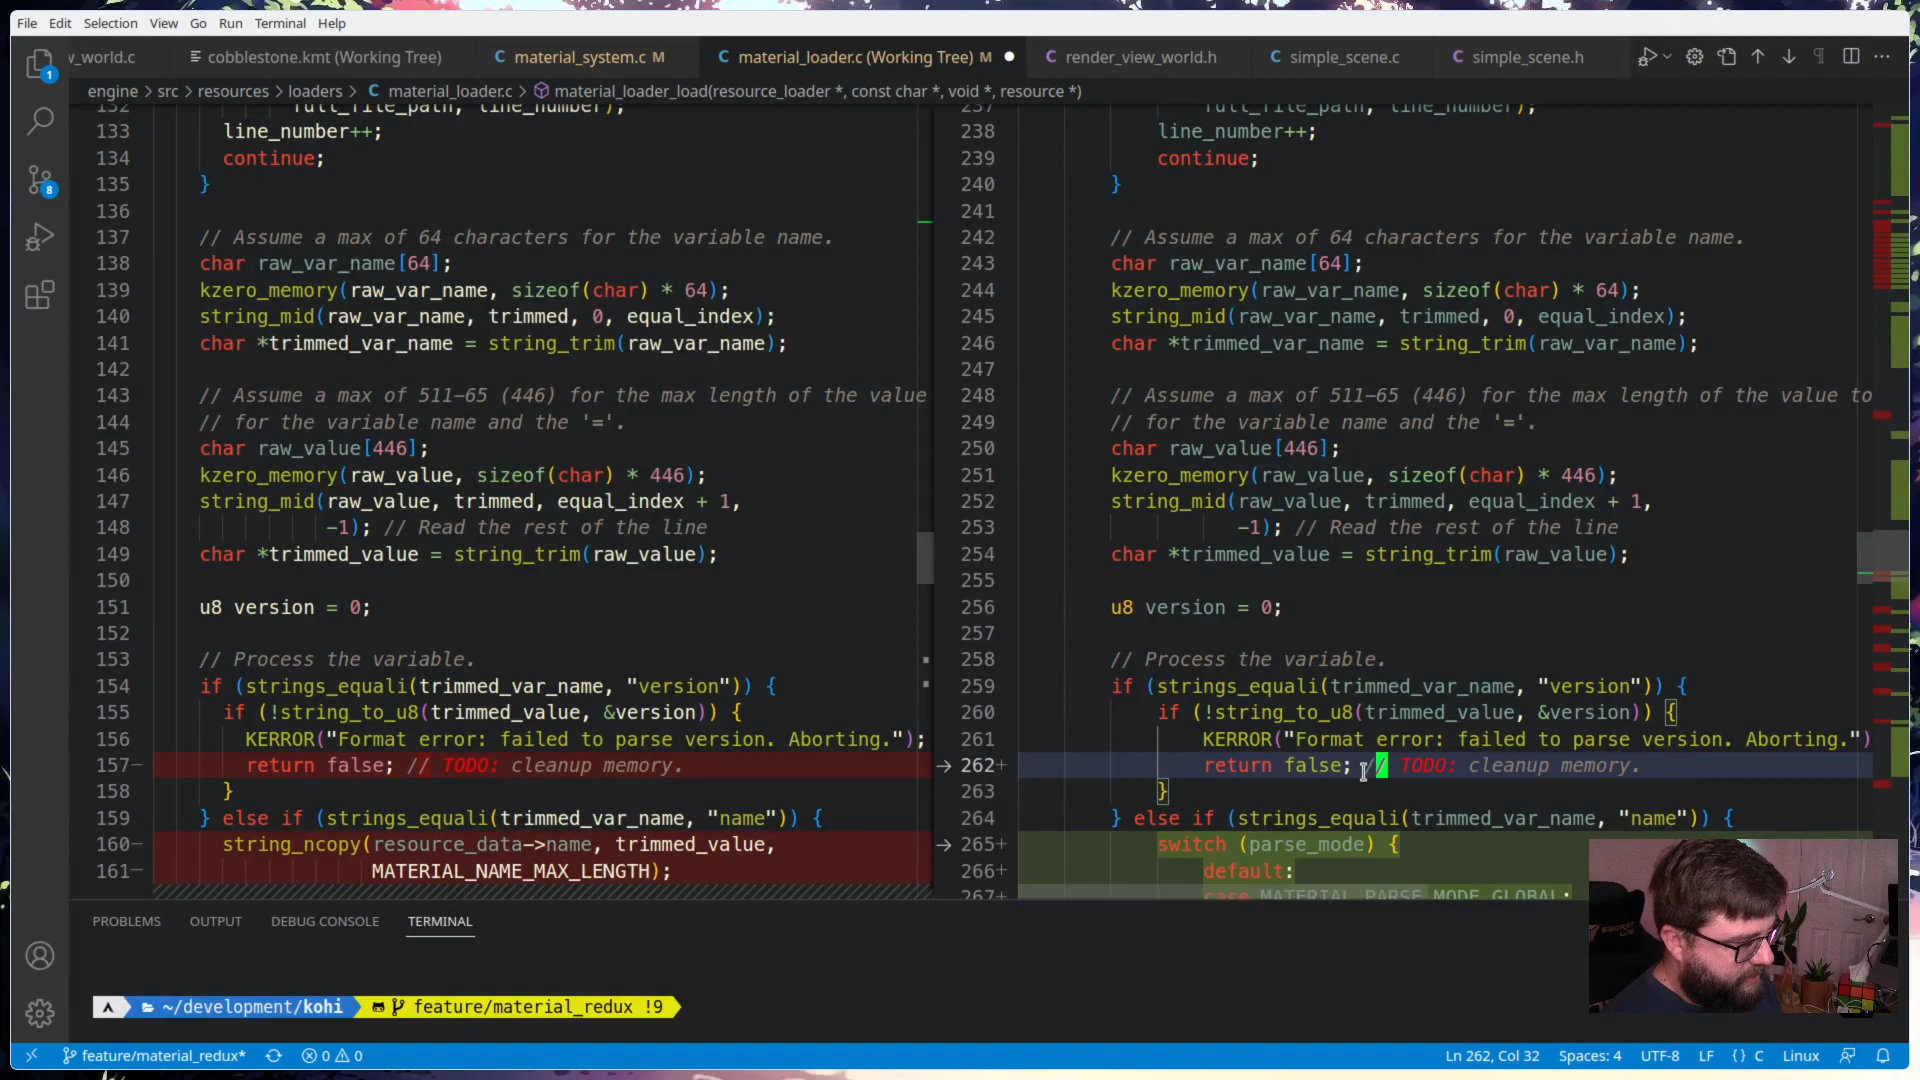 File Edit Selection View Go Run Terminal Help
w_world.c cobblestone.kmt (Working Tree) C material_system.c M C material_loader.c (Working Tree) M C render_view_world.h C simple_scene.c C simple_scene.h
engine > src > resources > loaders > C material_loader.c > material_loader_load(resource_loader *, const char *, void *, resource *)
132 full_file_path, line_number);
133 line_number++;
134 continue;
135 }
136
137 // Assume a max of 64 characters for the variable name.
138 char raw_var_name[64];
139 kzero_memory(raw_var_name, sizeof(char) * 64);
140 string_mid(raw_var_name, trimmed, 0, equal_index);
141 char *trimmed_var_name = string_trim(raw_var_name);
142
143 // Assume a max of 511-65 (446) for the max length of the value
144 // for the variable name and the '='.
145 char raw_value[446];
146 kzero_memory(raw_value, sizeof(char) * 446);
147 string_mid(raw_value, trimmed, equal_index + 1,
148 -1); // Read the rest of the line
149 char *trimmed_value = string_trim(raw_value);
150
151 u8 version = 0;
152
153 // Process the variable.
154 if (strings_equali(trimmed_var_name, "version")) {
155 if (!string_to_u8(trimmed_value, &version)) {
156 KERROR("Format error: failed to parse version. Aborting.");
157− return false; // TODO: cleanup memory.
158 }
159 } else if (strings_equali(trimmed_var_name, "name")) {
160− string_ncopy(resource_data->name, trimmed_value,
161− MATERIAL_NAME_MAX_LENGTH);
237 full_file_path, line_number);
238 line_number++;
239 continue;
240 }
241
242 // Assume a max of 64 characters for the variable name.
243 char raw_var_name[64];
244 kzero_memory(raw_var_name, sizeof(char) * 64);
245 string_mid(raw_var_name, trimmed, 0, equal_index);
246 char *trimmed_var_name = string_trim(raw_var_name);
247
248 // Assume a max of 511-65 (446) for the max length of the value to
249 // for the variable name and the '='.
250 char raw_value[446];
251 kzero_memory(raw_value, sizeof(char) * 446);
252 string_mid(raw_value, trimmed, equal_index + 1,
253 -1); // Read the rest of the line
254 char *trimmed_value = string_trim(raw_value);
255
256 u8 version = 0;
257
258 // Process the variable.
259 if (strings_equali(trimmed_var_name, "version")) {
260 if (!string_to_u8(trimmed_value, &version)) {
261 KERROR("Format error: failed to parse version. Aborting.")
262+ return false; // TODO: cleanup memory.
263 }
264 } else if (strings_equali(trimmed_var_name, "name")) {
265+ switch (parse_mode) {
266+ default:
267+ case MATERIAL_PARSE_MODE_GLOBAL:
PROBLEMS OUTPUT DEBUG CONSOLE TERMINAL
~/development/kohi feature/material_redux !9
feature/material_redux* 0 0 Ln 262, Col 32 Spaces: 4 UTF-8 LF {} C Linux
1
8